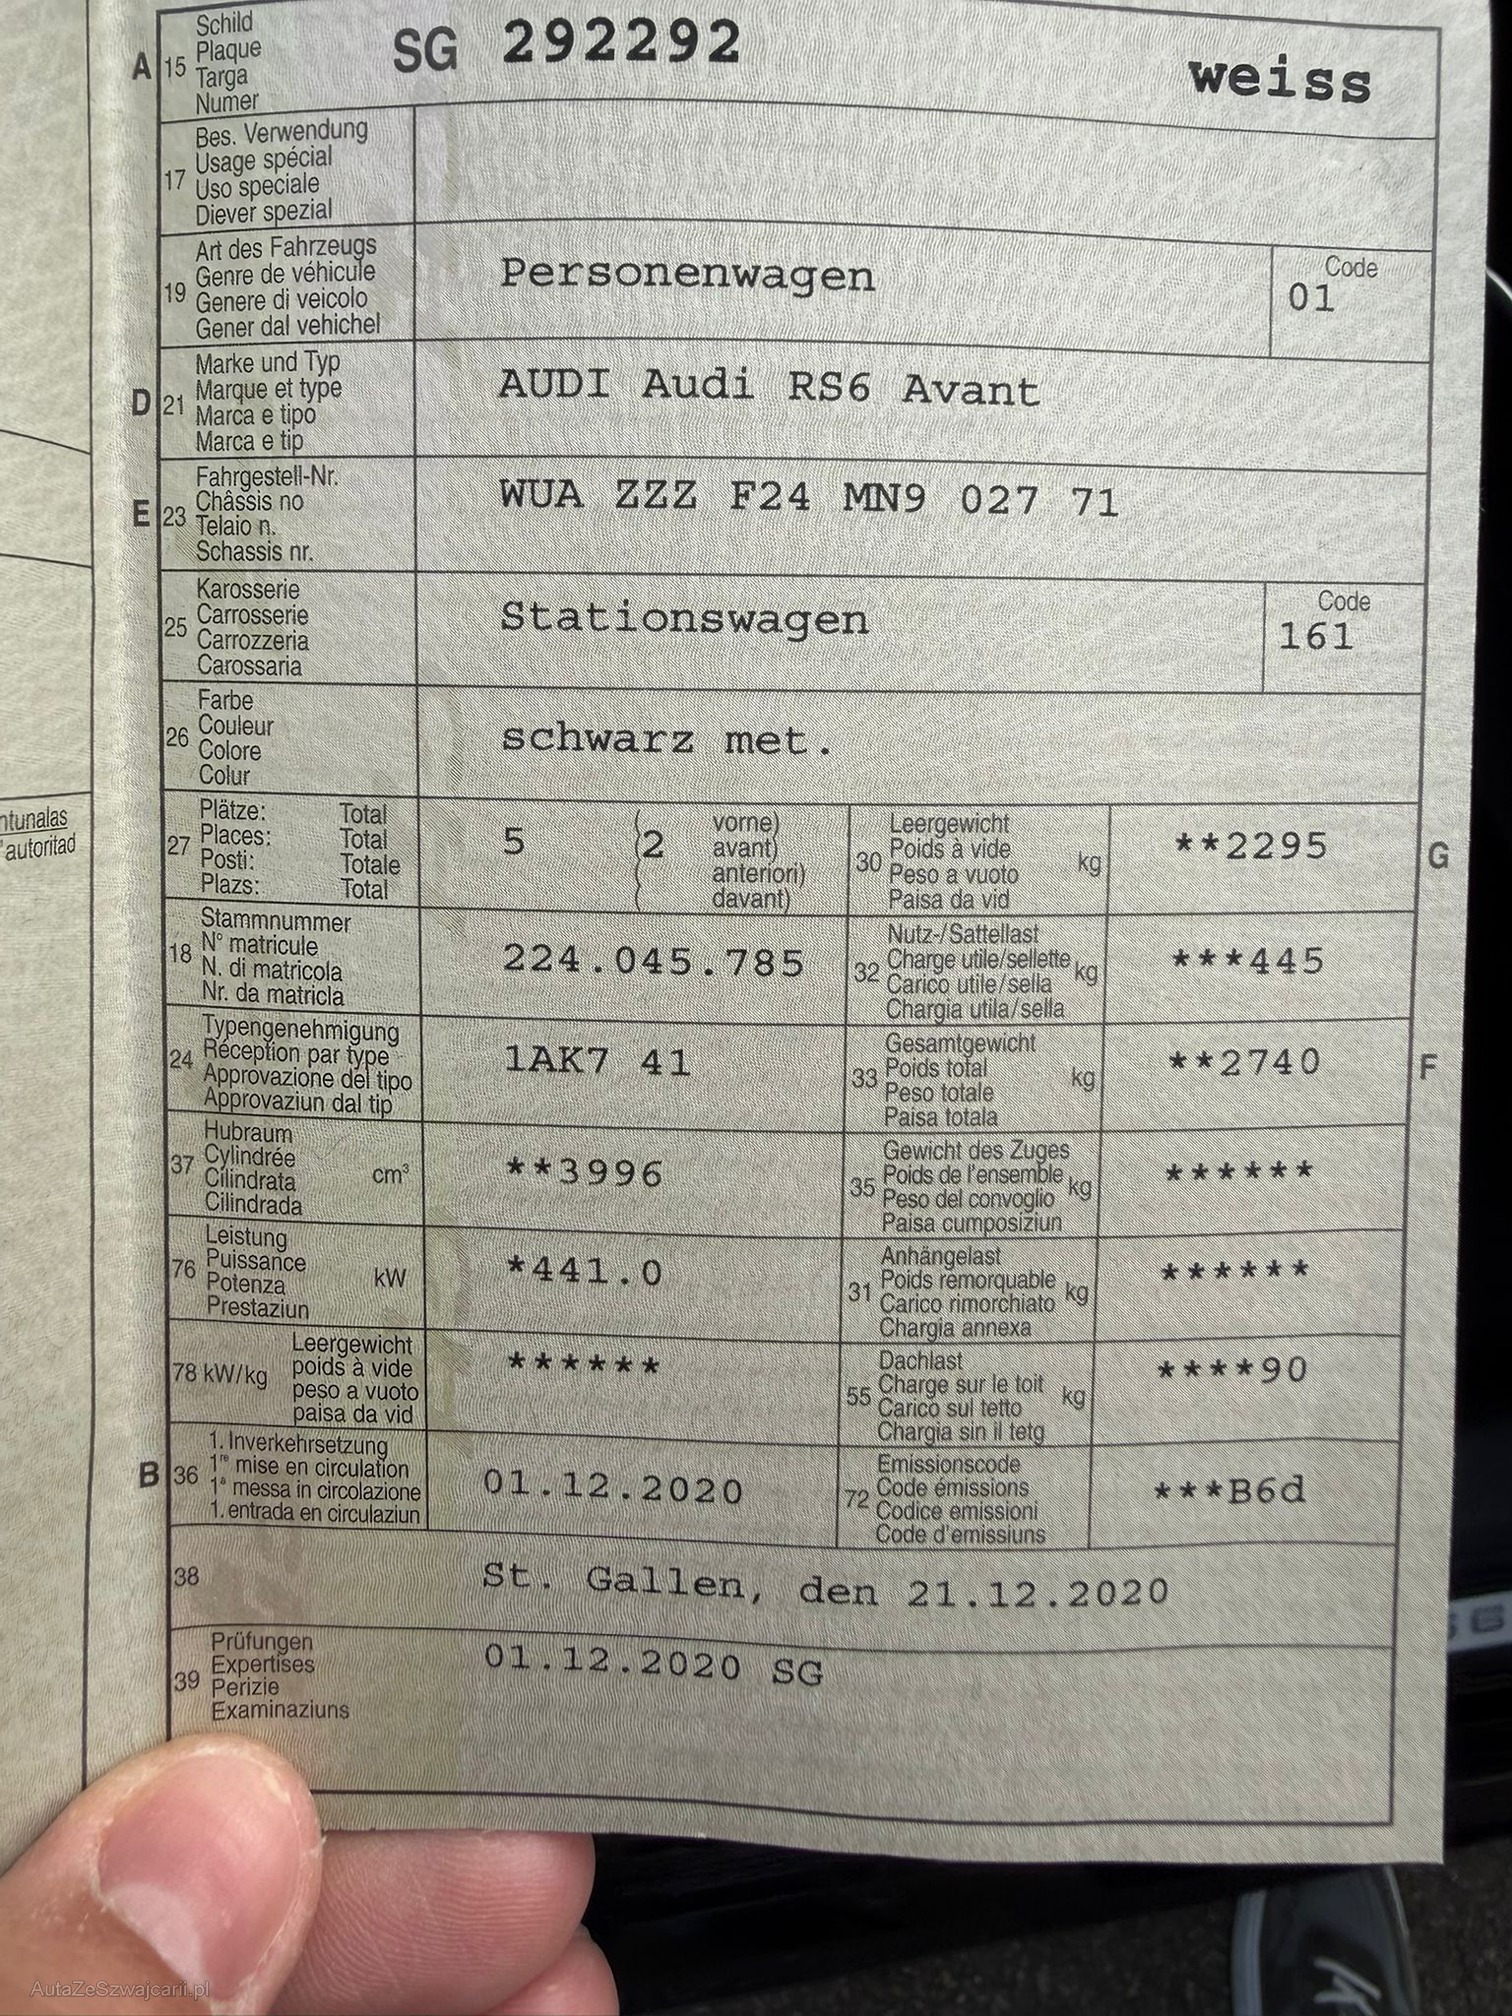 A 15 Schild
Plaque
Targa
Numer
SG 292292 weiss
17 Bes. Verwendung
Usage spécial
Uso speciale
Diever spezial
19 Art des Fahrzeugs
Genre de véhicule
Genere di veicolo
Gener dal vehichel
Personenwagen
Code
01
D 21 Marke und Typ
Marque et type
Marca e tipo
Marca e tip
AUDI Audi RS6 Avant
E 23 Fahrgestell-Nr.
Châssis no
Telaio n.
Schassis nr.
WUA ZZZ F24 MN9 027 71
25 Karosserie
Carrosserie
Carrozzeria
Carossaria
Stationswagen
Code
161
26 Farbe
Couleur
Colore
Colur
schwarz met.
27 Plätze: Total
Places: Total
Posti: Totale
Plazs: Total
5 (2 vorne)
avant)
anteriori)
davant)
30 Leergewicht
Poids à vide
Peso a vuoto
Paisa da vid
kg
**2295
G
18 Stammnummer
N° matricule
N. di matricola
Nr. da matricla
224.045.785
32 Nutz-/Sattellast
Charge utile/sellette
Carico utile/sella
Chargia utila/sella
kg
***445
24 Typengenehmigung
Réception par type
Approvazione del tipo
Approvaziun dal tip
1AK7 41
33 Gesamtgewicht
Poids total
Peso totale
Paisa totala
kg
**2740
F
37 Hubraum
Cylindrée
Cilindrata
Cilindrada
cm³
**3996
35 Gewicht des Zuges
Poids de l'ensemble
Peso del convoglio
Paisa cumposiziun
kg
******
76 Leistung
Puissance
Potenza
Prestaziun
kW
*441.0
31 Anhängelast
Poids remorquable
Carico rimorchiato
Chargia annexa
kg
******
78 kW/kg Leergewicht
poids à vide
peso a vuoto
paisa da vid
******
55 Dachlast
Charge sur le toit
Carico sul tetto
Chargia sin il tetg
kg
****90
B 36 1. Inverkehrsetzung
1re mise en circulation
1a messa in circolazione
1. entrada en circulaziun
01.12.2020
72 Emissionscode
Code émissions
Codice emissioni
Code d'emissiuns
***B6d
38 St. Gallen, den 21.12.2020
39 Prüfungen
Expertises
Perizie
Examinaziuns
01.12.2020 SG
autoritad
AutaZeSzwajcarii.pl